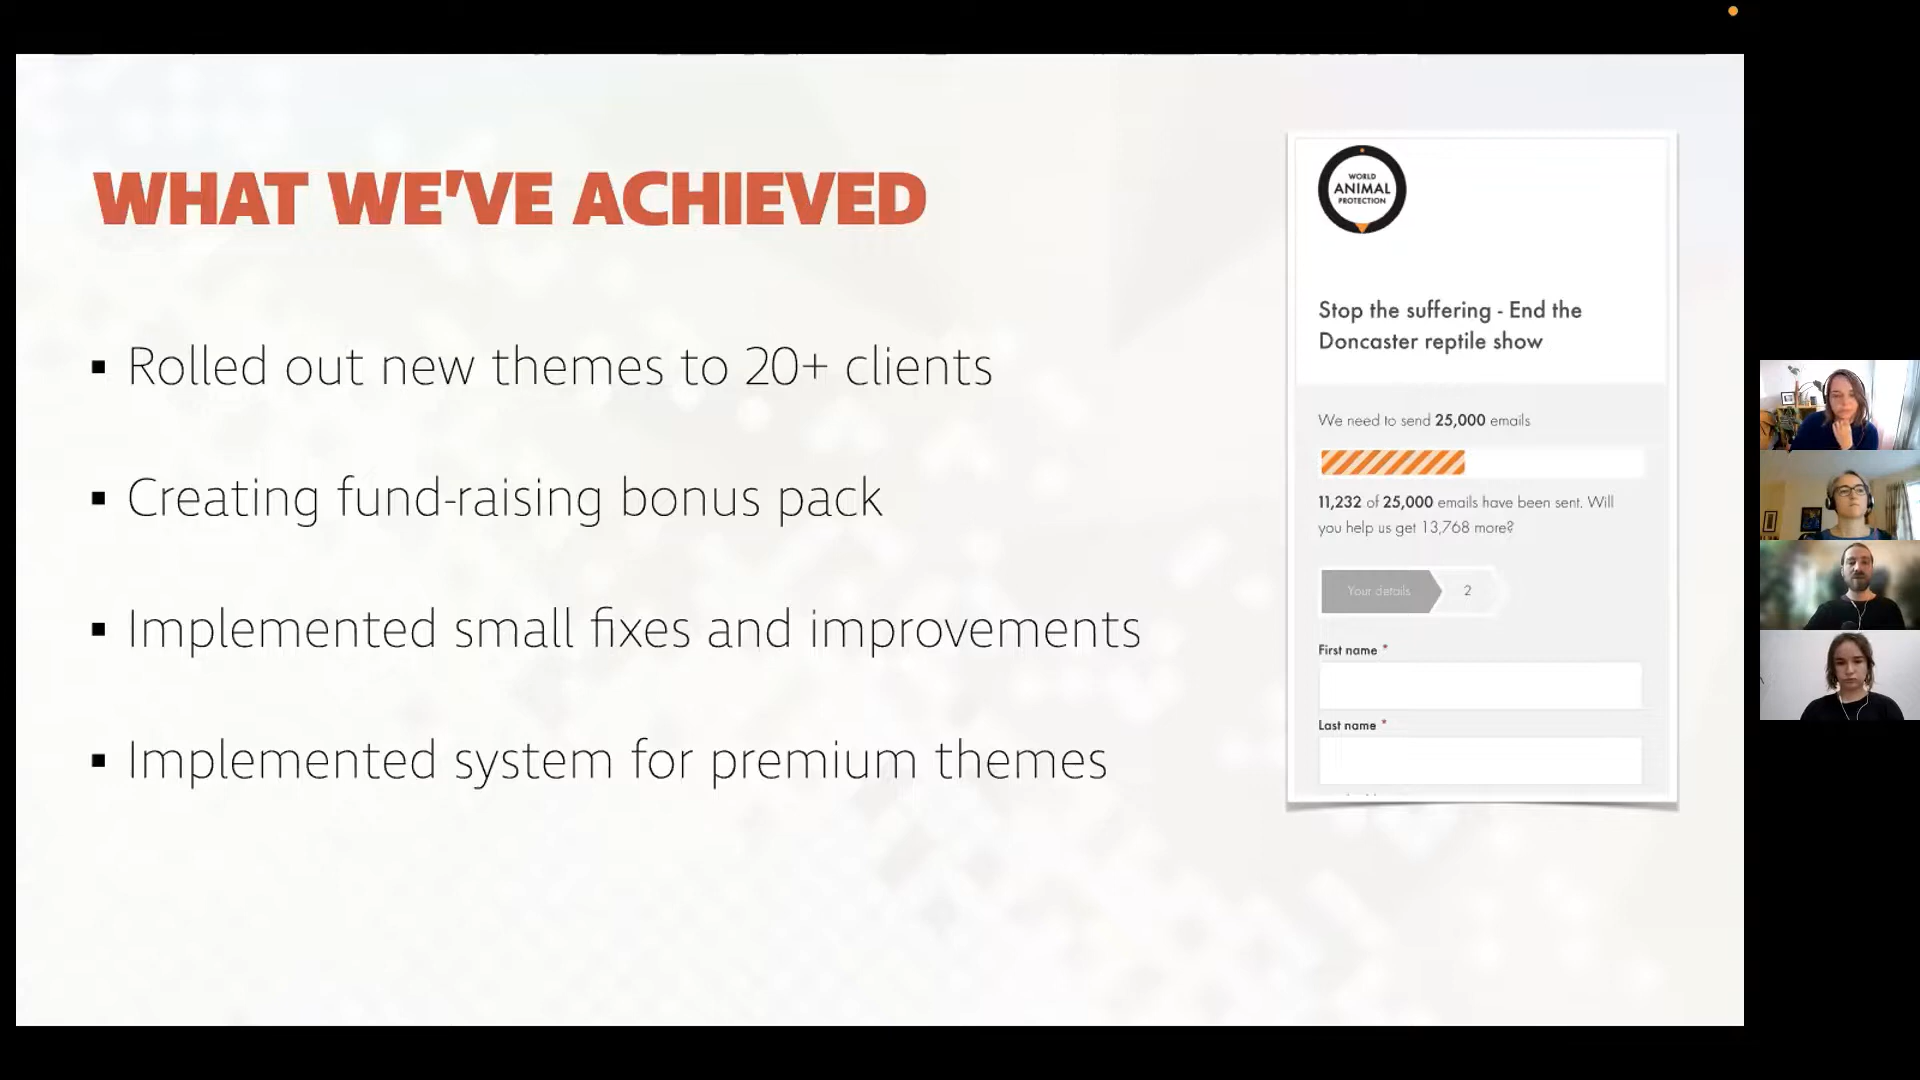 WHAT WE'VE ACHIEVED
▪ Rolled out new themes to 20+ clients
▪ Creating fund-raising bonus pack
▪ Implemented small fixes and improvements
▪ Implemented system for premium themes
WORLD
ANIMAL
PROTECTION
Stop the suffering - End the
Doncaster reptile show
We need to send 25,000 emails
11,232 of 25,000 emails have been sent. Will
you help us get 13,768 more?
Your details 2
First name *
Last name *